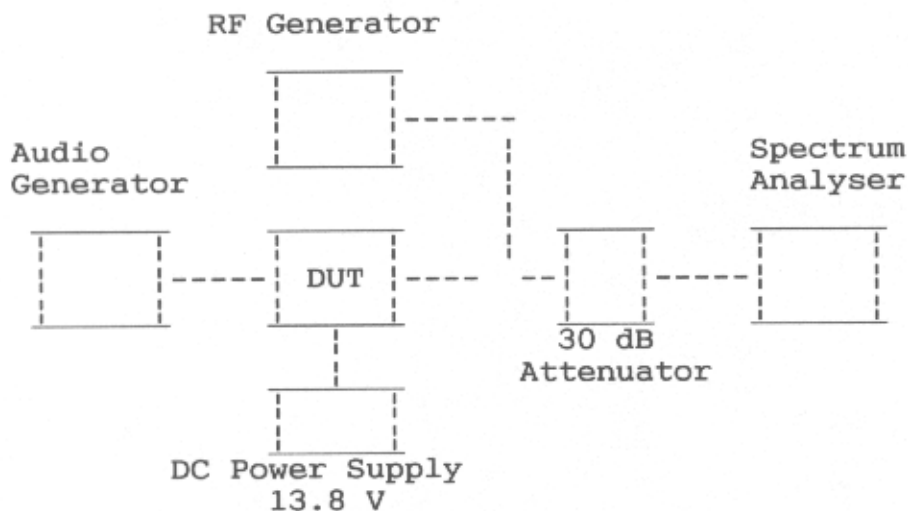 RF Generator
Audio
Generator
Spectrum
Analyser
DUT
30 dB
Attenuator
DC Power Supply
13.8 V